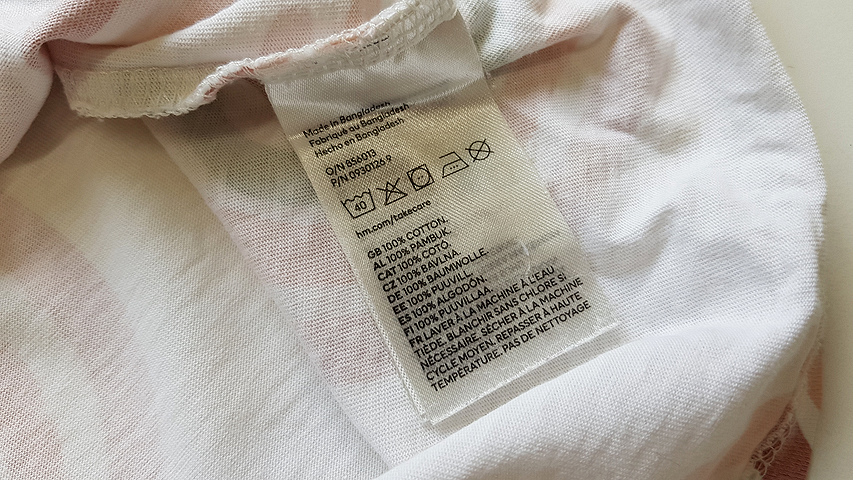 Made in Bangladesh
Fabriqué au Bangladesh
Hecho en Bangladesh
O/N 856013
P/N 0930126.9
40
hm.com/takecare
GB 100% COTTON.
AL 100% PAMBUK.
CAT 100% COTÓ.
CZ 100% BAVLNA.
DE 100% BAUMWOLLE.
EE 100% PUUVILL.
ES 100% ALGODÓN.
FI 100% PUUVILLAA.
FR LAVER À LA MACHINE À L'EAU
TIÈDE. BLANCHIR SANS CHLORE SI
NÉCESSAIRE. SÉCHER À LA MACHINE
CYCLE MOYEN. REPASSER À HAUTE
TEMPÉRATURE. PAS DE NETTOYAGE